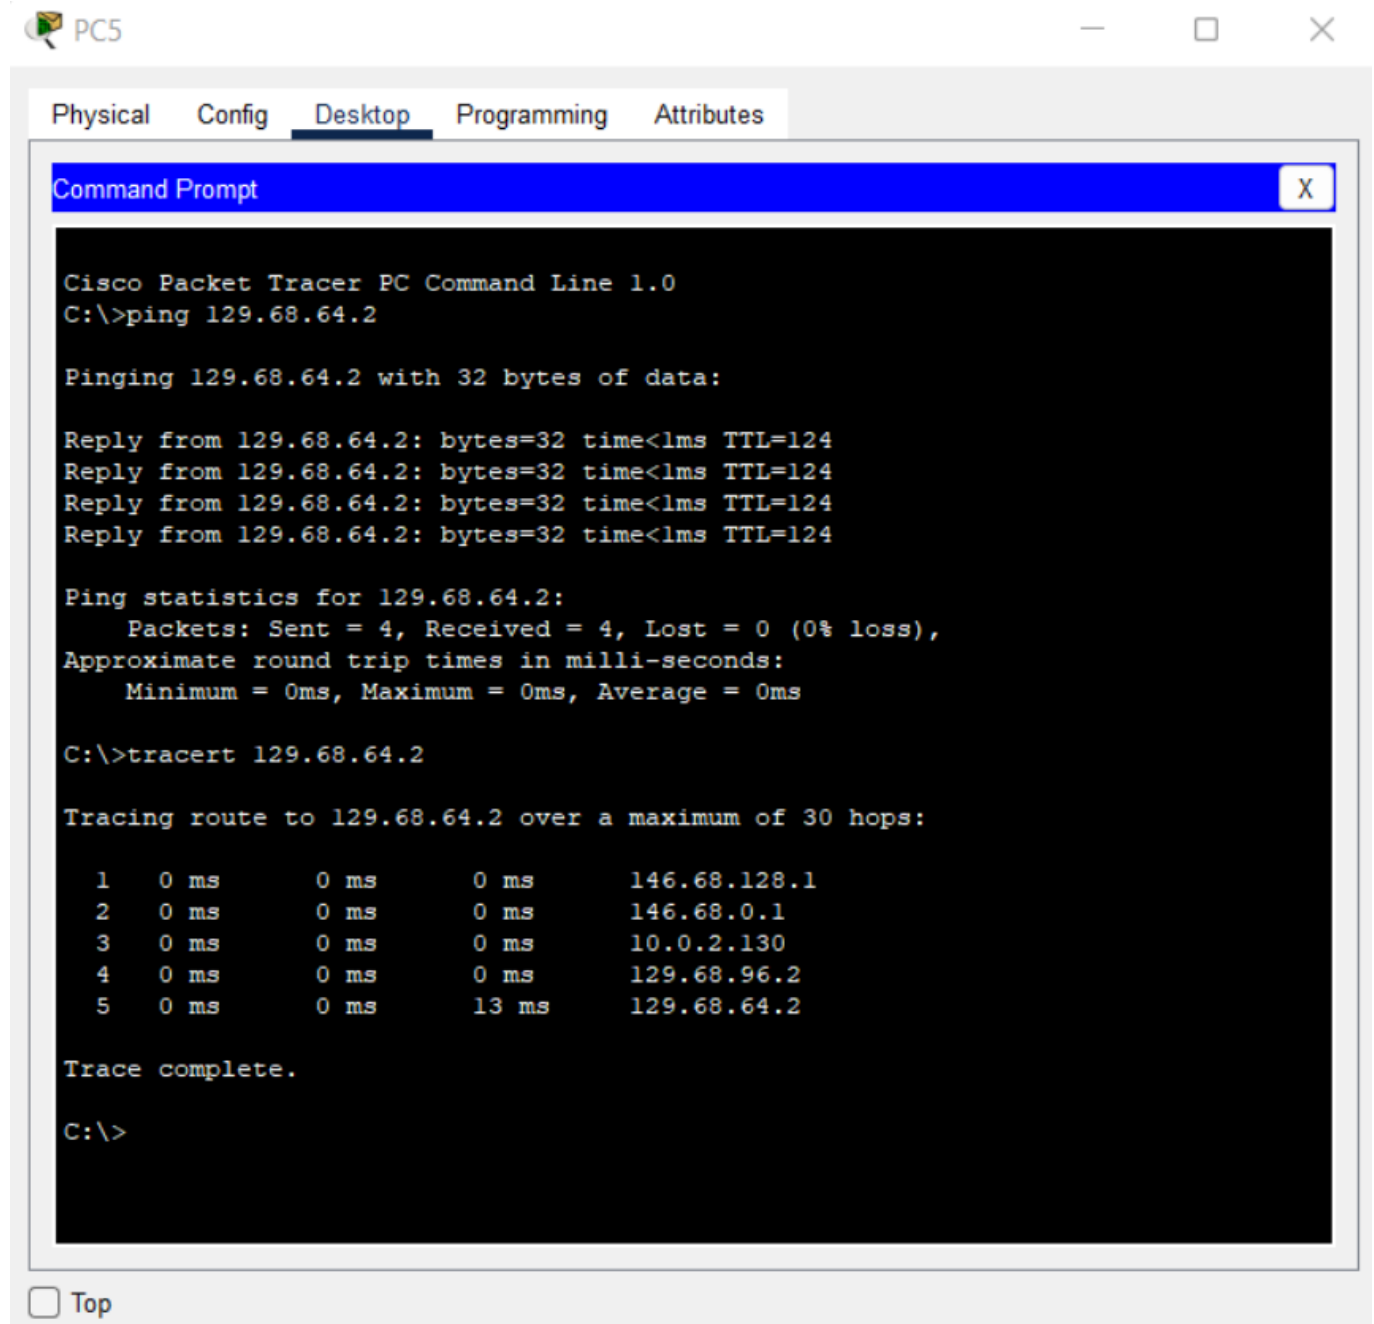 PC5
Physical Config Desktop Programming Attributes
Command Prompt X
Cisco Packet Tracer PC Command Line 1.0
C:\>ping 129.68.64.2
Pinging 129.68.64.2 with 32 bytes of data:
Reply from 129.68.64.2: bytes=32 time<1ms TTL=124
Reply from 129.68.64.2: bytes=32 time<1ms TTL=124
Reply from 129.68.64.2: bytes=32 time<1ms TTL=124
Reply from 129.68.64.2: bytes=32 time<1ms TTL=124
Ping statistics for 129.68.64.2:
Packets: Sent = 4, Received = 4, Lost = 0 (0% loss),
Approximate round trip times in milli-seconds:
Minimum = 0ms, Maximum = 0ms, Average = 0ms
C:\>tracert 129.68.64.2
Tracing route to 129.68.64.2 over a maximum of 30 hops:
1 0 ms 0 ms 0 ms 146.68.128.1
2 0 ms 0 ms 0 ms 146.68.0.1
3 0 ms 0 ms 0 ms 10.0.2.130
4 0 ms 0 ms 0 ms 129.68.96.2
5 0 ms 0 ms 13 ms 129.68.64.2
Trace complete.
C:\>
Top